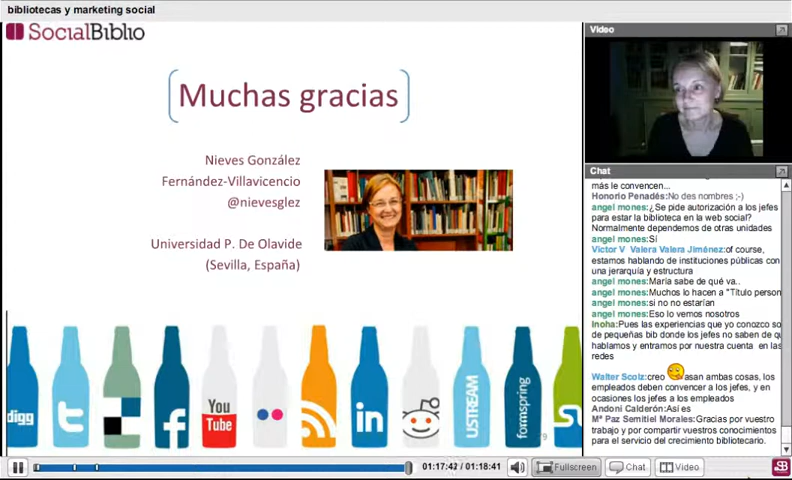 bibliotecas y marketing social
SocialBiblio
Muchas gracias
Nieves González
Fernández-Villavicencio
@nievesglez
Universidad P. De Olavide
(Sevilla, España)
digg
t
f
You
Tube
in
USTREAM
formspring
Video
Chat
más le convencen...
Honorio Penadés:No des nombres ;-)
angel mones:¿Se pide autorización a los jefes
para estar la biblioteca en la web social?
Normalmente dependemos de otras unidades
angel mones:Sí
Victor V Valera Valera Jiménez:of course,
estamos hablando de instituciones públicas con
una jerarquía y estructura
angel mones:María sabe de qué va..
angel mones:Muchos lo hacen a "Título person
angel mones:si no no estarían
angel mones:Eso lo vemos nosotros
Inoha:Pues las experiencias que yo conozco so
de pequeñas bib donde los jefes no saben de qu
hablamos y entramos por nuestra cuenta en las
redes
Walter Scolz:creo asan ambas cosas, los
empleados deben convencer a los jefes, y en
ocasiones los jefes a los empleados
Andoni Calderón:Así es
Mª Paz Semitiel Morales:Gracias por vuestro
trabajo y por compartir vuestros conocimientos
para el servicio del crecimiento bibliotecario.
01:17:42 / 01:18:41
Fullscreen
Chat
Video
SB